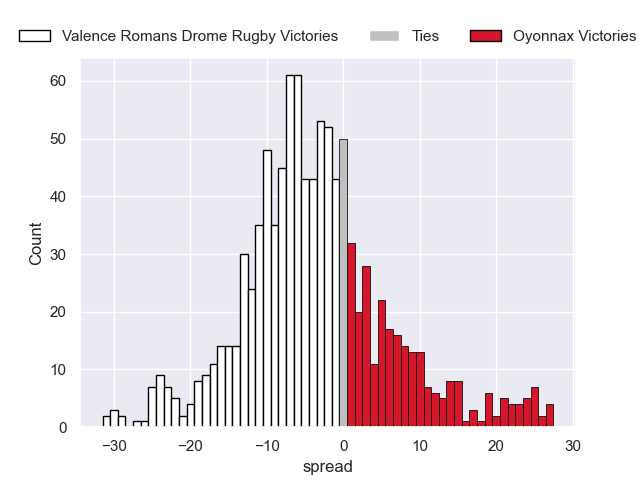 Valence Romans Drome Rugby Victories Ties Oyonnax Victories
60
50
40
30
20
10
0
Count
−30 −20 −10 0 10 20 30
spread